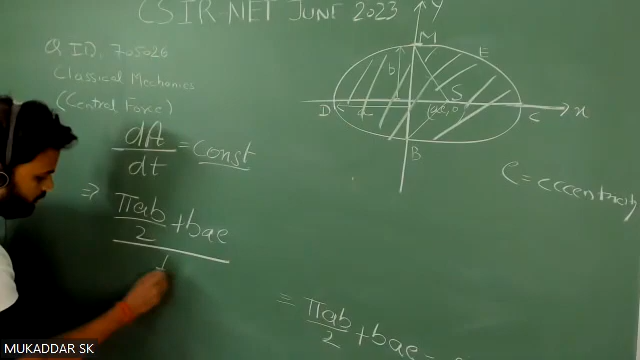 CSIR-NET JUNE 2023
Q ID. 705026
Classical Mechanics
(Central Force)
dA/dt = const
⇒ (πab/2 + bae)/
Y
M
E
b
S
(ae, 0)
D
a
C
x
B
e = eccentricity
= πab/2 + bae -
MUKADDAR SK